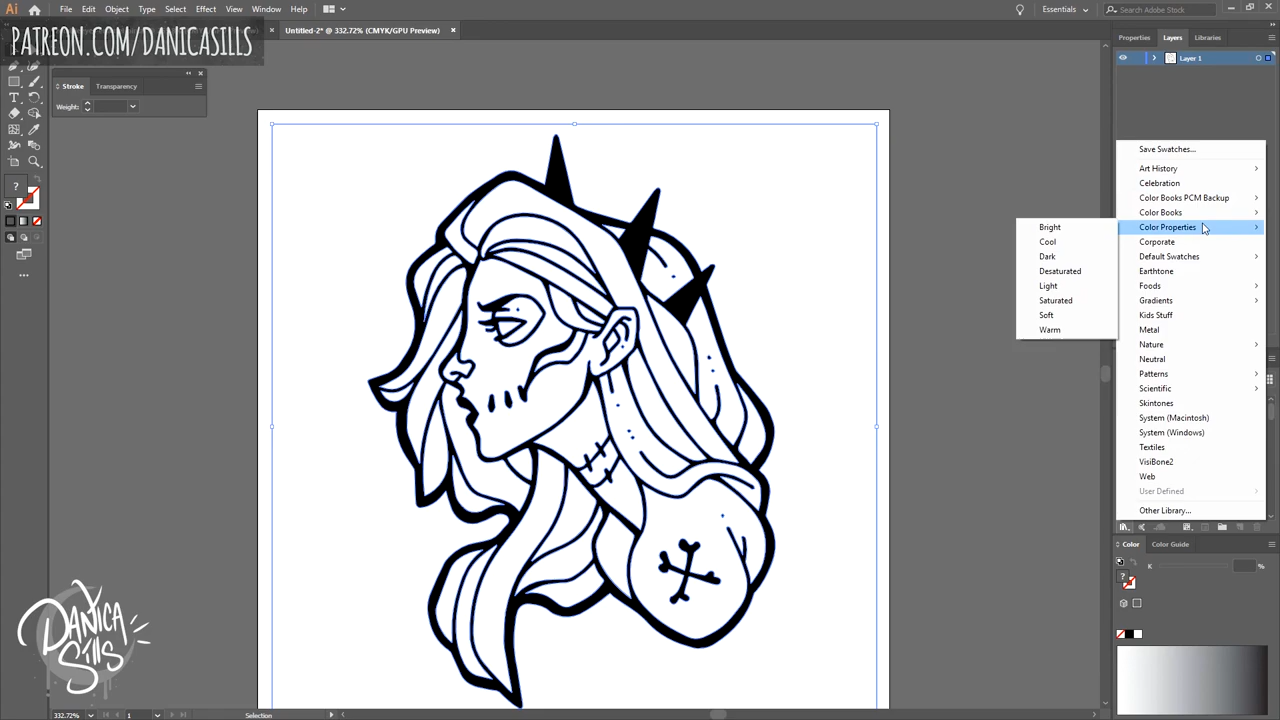 Ai File Edit Object Type Select Effect View Window Help
Essentials
Search Adobe Stock
PATREON.COM/DANICASILLS
Untitled-2* @ 332.72% (CMYK/GPU Preview)
Properties Layers Libraries
Layer 1
Stroke Transparency
Weight:
Save Swatches...
Art History
Celebration
Color Books PCM Backup
Color Books
Color Properties
Corporate
Default Swatches
Earthtone
Foods
Gradients
Kids Stuff
Metal
Nature
Neutral
Patterns
Scientific
Skintones
System (Macintosh)
System (Windows)
Textiles
VisiBone2
Web
User Defined
Other Library...
Bright
Cool
Dark
Desaturated
Light
Saturated
Soft
Warm
Color Color Guide
K %
DANICA
Sills
332.72% 1 Selection